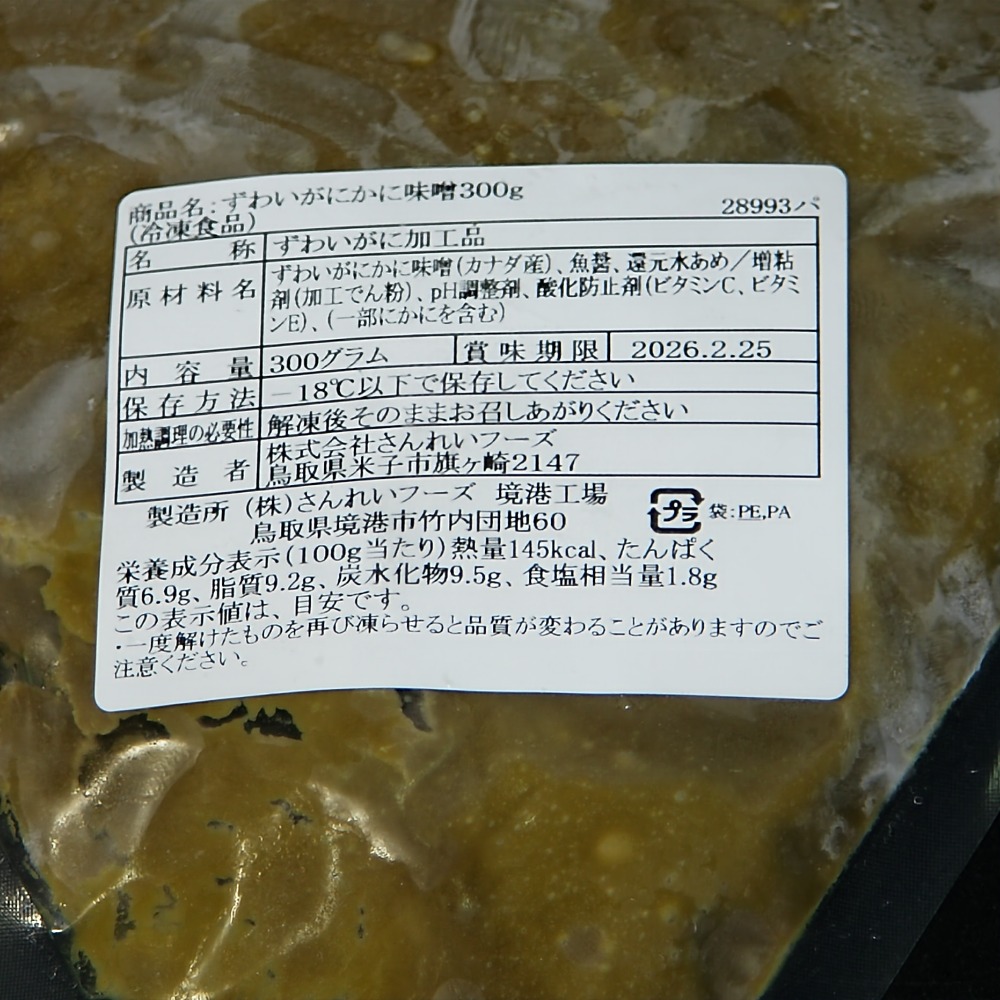 商品名:ずわいがにかに味噌300g
28993パ
(冷凍食品)
名称 ずわいがに加工品
原材料名 ずわいがにかに味噌(カナダ産)、魚醤、還元水あめ/増粘
剤(加工でん粉)、pH調整剤、酸化防止剤(ビタミンC、ビタミ
ンE)、(一部にかにを含む)
内容量 300グラム 賞味期限 2026.2.25
保存方法 -18℃以下で保存してください
加熱調理の必要性 解凍後そのままお召しあがりください
製造者 株式会社さんれいフーズ
鳥取県米子市旗ヶ崎2147
製造所 (株)さんれいフーズ 境港工場
鳥取県境港市竹内団地60
プラ 袋:PE,PA
栄養成分表示(100g当たり)熱量145kcal、たんぱく
質6.9g、脂質9.2g、炭水化物9.5g、食塩相当量1.8g
この表示値は、目安です。
・一度解けたものを再び凍らせると品質が変わることがありますのでご
注意ください。